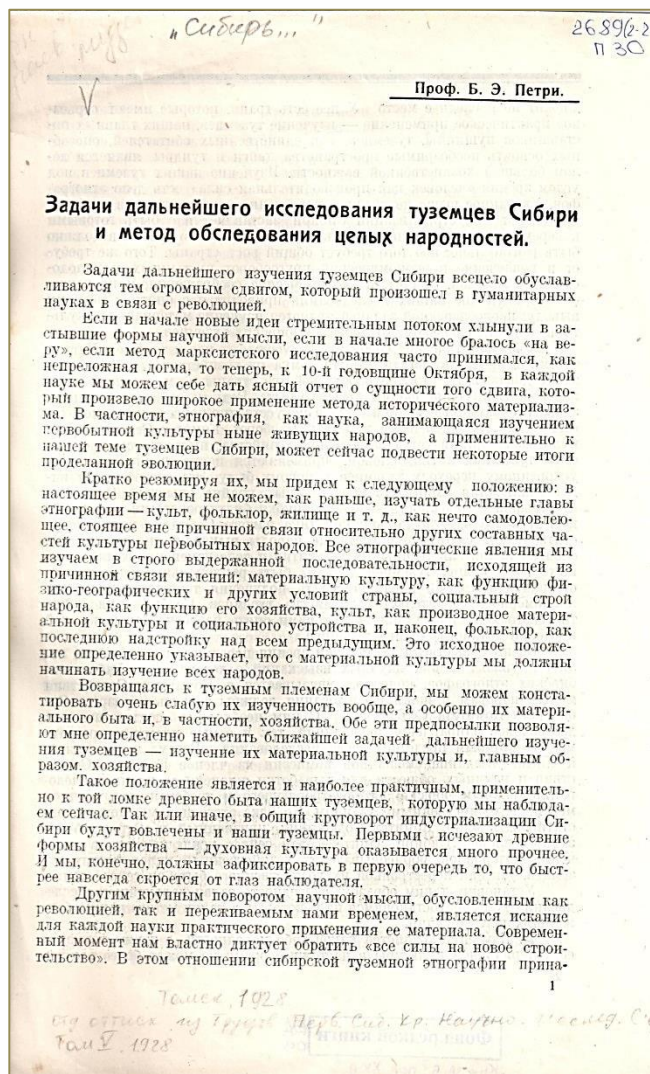 „Сибирь..."
2689(2-2
П 30
Проф. Б. Э. Петри.
Задачи дальнейшего исследования туземцев Сибири
и метод обследования целых народностей.
Задачи дальнейшего изучения туземцев Сибири всецело обуслав-
ливаются тем огромным сдвигом, который произошел в гуманитарных
науках в связи с революцией.
Если в начале новые идеи стремительным потоком хлынули в за-
стывшие формы научной мысли, если в начале многое бралось «на ве-
ру», если метод марксистского исследования часто принимался, как
непреложная догма, то теперь, к 10-й годовщине Октября, в каждой
науке мы можем себе дать ясный отчет о сущности того сдвига, кото-
рый произвело широкое применение метода исторического материализ-
ма. В частности, этнография, как наука, занимающаяся изучением
первобытной культуры ныне живущих народов, а применительно к
нашей теме туземцев Сибири, может сейчас подвести некоторые итоги
проделанной эволюции.
Кратко резюмируя их, мы придем к следующему положению: в
настоящее время мы не можем, как раньше, изучать отдельные главы
этнографии — культ, фольклор, жилище и т. д., как нечто самодовлею-
щее, стоящее вне причинной связи относительно других составных ча-
стей культуры первобытных народов. Все этнографические явления мы
изучаем в строго выдержанной последовательности, исходящей из
причинной связи явлений: материальную культуру, как функцию фи-
зико-географических и других условий страны, социальный строй
народа, как функцию его хозяйства, культ, как производное матери-
альной культуры и социального устройства и, наконец, фольклор, как
последнюю надстройку над всем предыдущим. Это исходное положе-
ние определенно указывает, что с материальной культуры мы должны
начинать изучение всех народов.
Возвращаясь к туземным племенам Сибири, мы можем конста-
тировать очень слабую их изученность вообще, а особенно их матери-
ального быта и, в частности, хозяйства. Обе эти предпосылки позволя-
ют мне определенно наметить ближайшей задачей дальнейшего изуче-
ния туземцев — изучение их материальной культуры и, главным об-
разом, хозяйства.
Такое положение является и наиболее практичным, применитель-
но к той ломке древнего быта наших туземцев, которую мы наблюда-
ем сейчас. Так или иначе, в общий круговорот индустриализации Си-
бири будут вовлечены и наши туземцы. Первыми исчезают древние
формы хозяйства — духовная культура оказывается много прочнее.
И мы, конечно, должны зафиксировать в первую очередь то, что быст-
рее навсегда скроется от глаз наблюдателя.
Другим крупным поворотом научной мысли, обусловленным как
революцией, так и переживаемым нами временем, является искание
для каждой науки практического применения ее материала. Современ-
ный момент нам властно диктует обратить «все силы на новое строи-
тельство». В этом отношении сибирской туземной этнографии прина-
1
Томск, 1928
отд оттиск из Трудов Перв. Сиб. Кр. Научно.
Том V, 1928